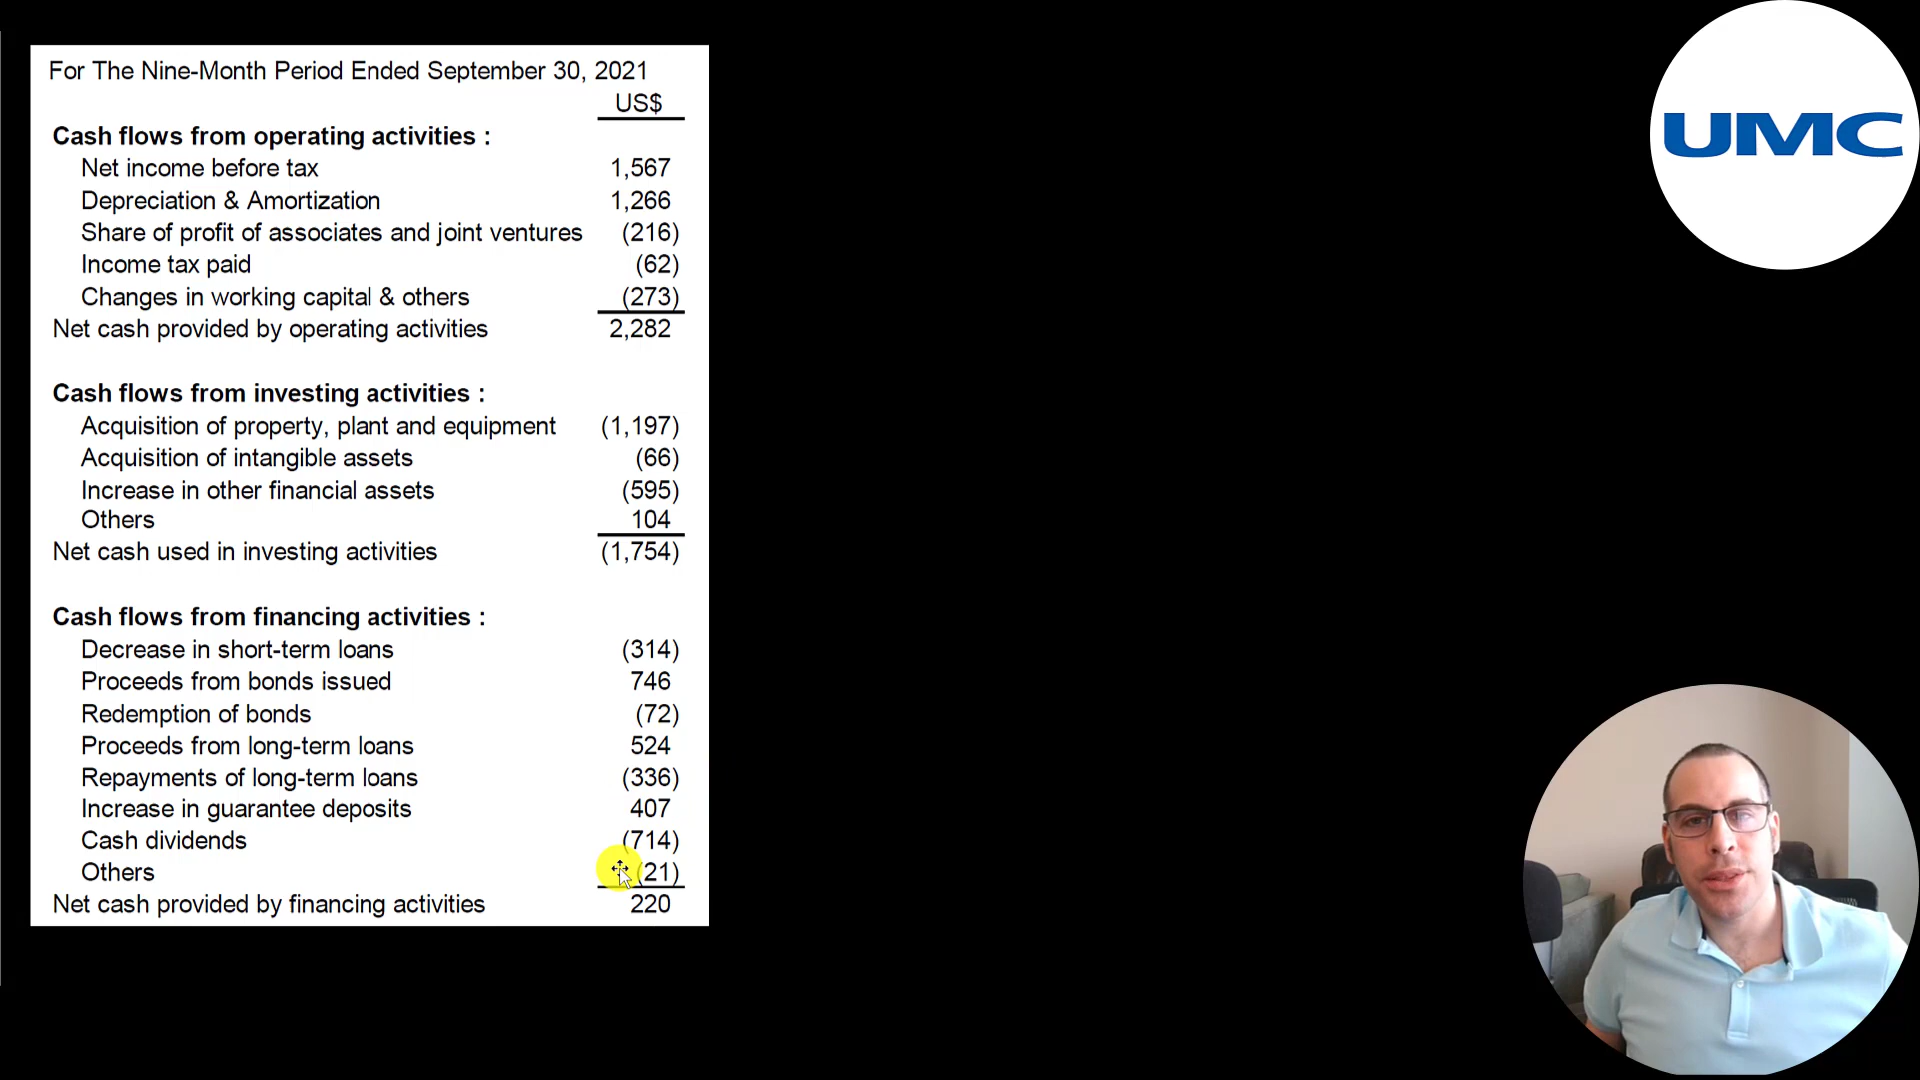 For The Nine-Month Period Ended September 30, 2021
US$
Cash flows from operating activities :
Net income before tax 1,567
Depreciation & Amortization 1,266
Share of profit of associates and joint ventures (216)
Income tax paid (62)
Changes in working capital & others (273)
Net cash provided by operating activities 2,282
Cash flows from investing activities :
Acquisition of property, plant and equipment (1,197)
Acquisition of intangible assets (66)
Increase in other financial assets (595)
Others 104
Net cash used in investing activities (1,754)
Cash flows from financing activities :
Decrease in short-term loans (314)
Proceeds from bonds issued 746
Redemption of bonds (72)
Proceeds from long-term loans 524
Repayments of long-term loans (336)
Increase in guarantee deposits 407
Cash dividends (714)
Others (21)
Net cash provided by financing activities 220
UMC